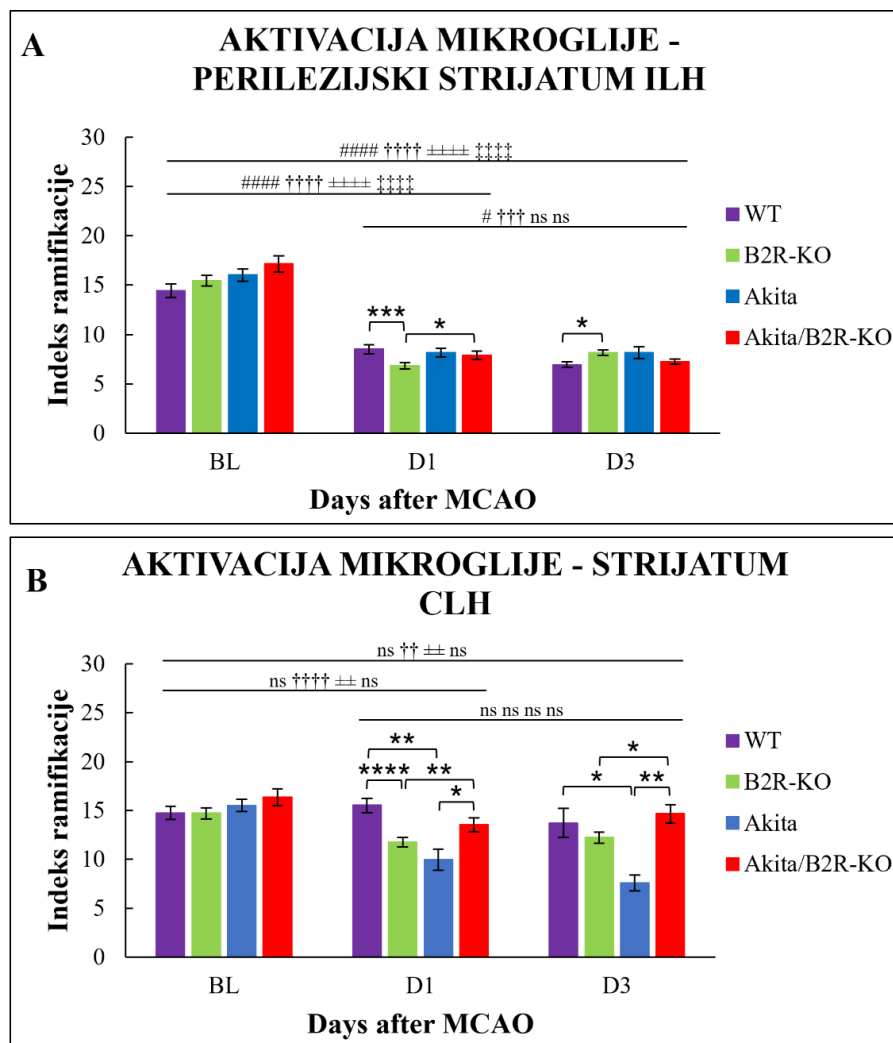 A
AKTIVACIJA MIKROGLIJE -
PERILEZIJSKI STRIJATUM ILH
Indeks ramifikacije
30
25
20
15
10
5
0
#### †††† ±±±± ‡‡‡‡
#### †††† ±±±± ‡‡‡‡
# ††† ns ns
*** *
*
BL D1 D3
Days after MCAO
WT
B2R-KO
Akita
Akita/B2R-KO
B
AKTIVACIJA MIKROGLIJE - STRIJATUM
CLH
Indeks ramifikacije
30
25
20
15
10
5
0
ns †† ±± ns
ns †††† ±± ns
ns ns ns ns
**
**** **
*
*
* **
BL D1 D3
Days after MCAO
WT
B2R-KO
Akita
Akita/B2R-KO